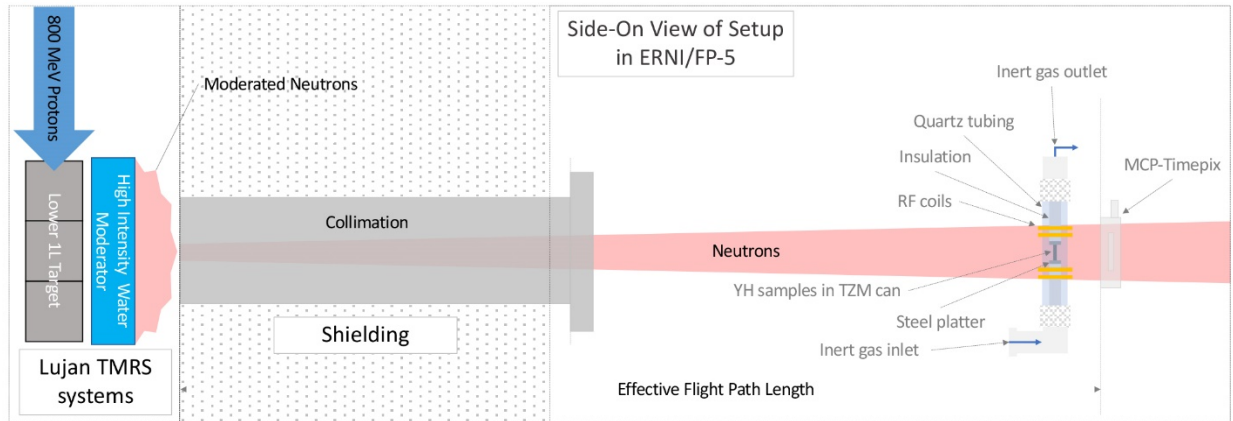 800 MeV Protons
Lower 1L Target
High Intensity Water
Moderator
Lujan TMRS
systems
Moderated Neutrons
Collimation
Shielding
Side-On View of Setup
in ERNI/FP-5
Inert gas outlet
Quartz tubing
Insulation
RF coils
MCP-Timepix
Neutrons
YH samples in TZM can
Steel platter
Inert gas inlet
Effective Flight Path Length